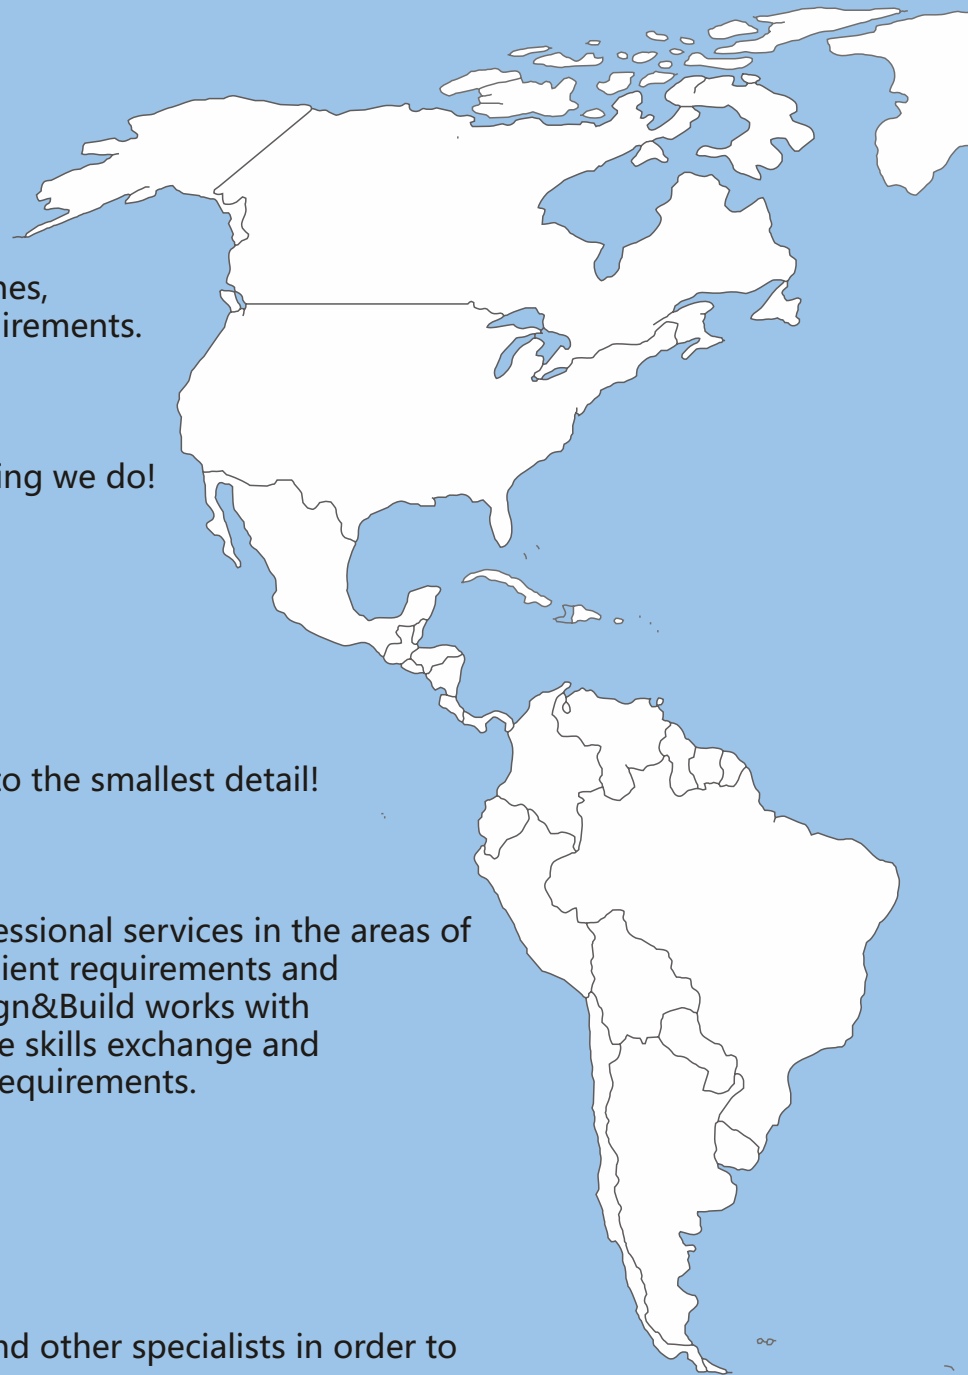 irements.
ing we do!
to the smallest detail!
essional services in the areas of
ient requirements and
gn&Build works with
e skills exchange and
equirements.
nd other specialists in order to